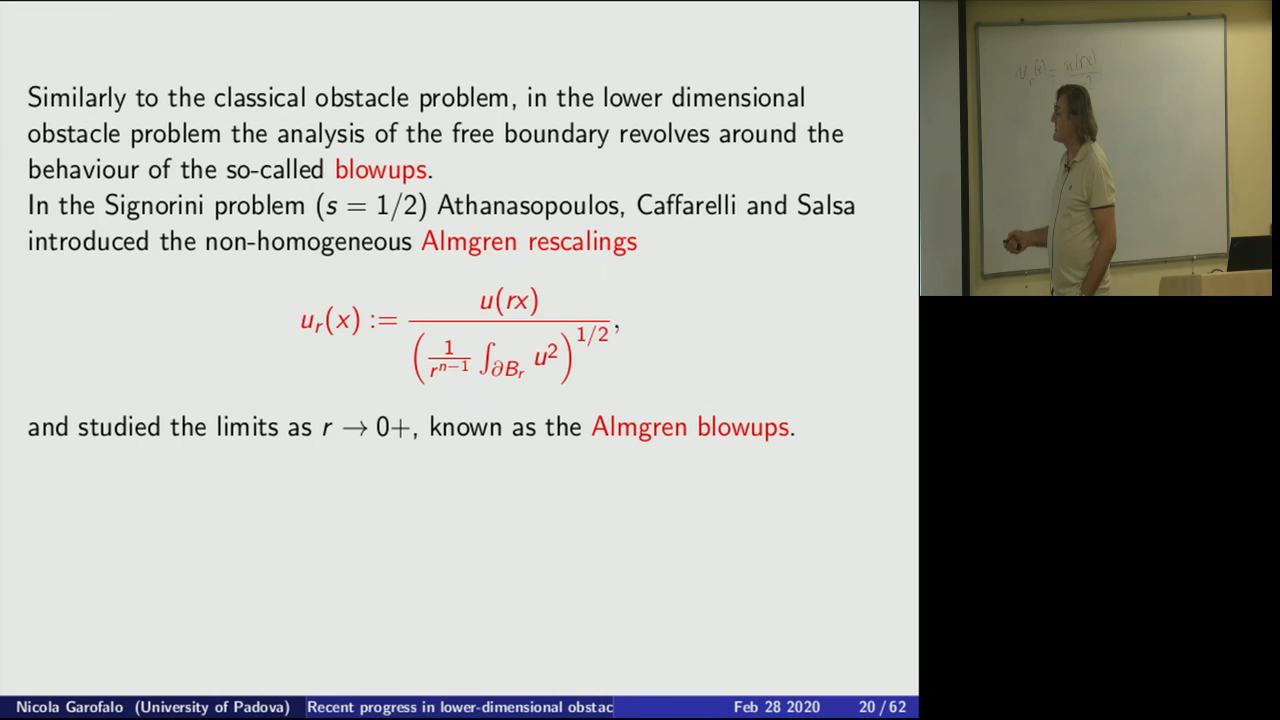 Similarly to the classical obstacle problem, in the lower dimensional
obstacle problem the analysis of the free boundary revolves around the
behaviour of the so-called blowups.
In the Signorini problem (s = 1/2) Athanasopoulos, Caffarelli and Salsa
introduced the non-homogeneous Almgren rescalings
u_r(x) := u(rx) / (1/r^{n−1} ∫_{∂B_r} u^2)^{1/2},
and studied the limits as r → 0+, known as the Almgren blowups.
Nicola Garofalo (University of Padova) Recent progress in lower-dimensional obstac Feb 28 2020 20 / 62